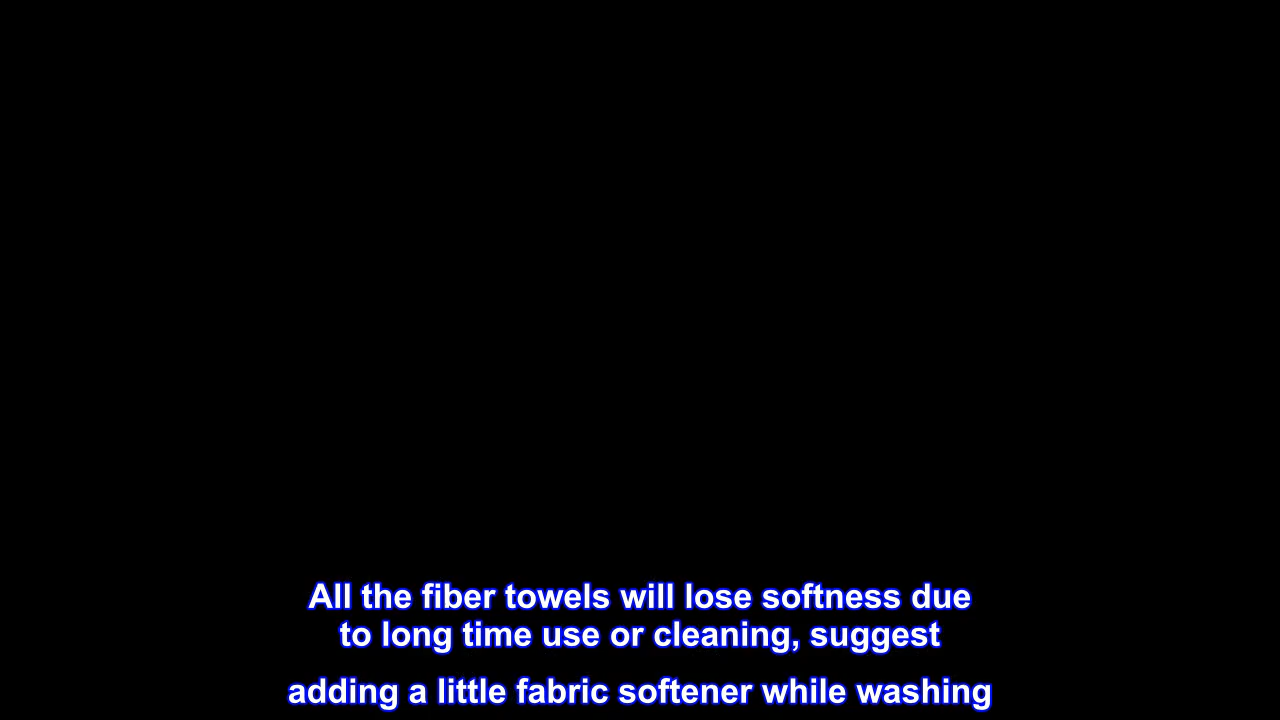 All the fiber towels will lose softness due
to long time use or cleaning, suggest
adding a little fabric softener while washing